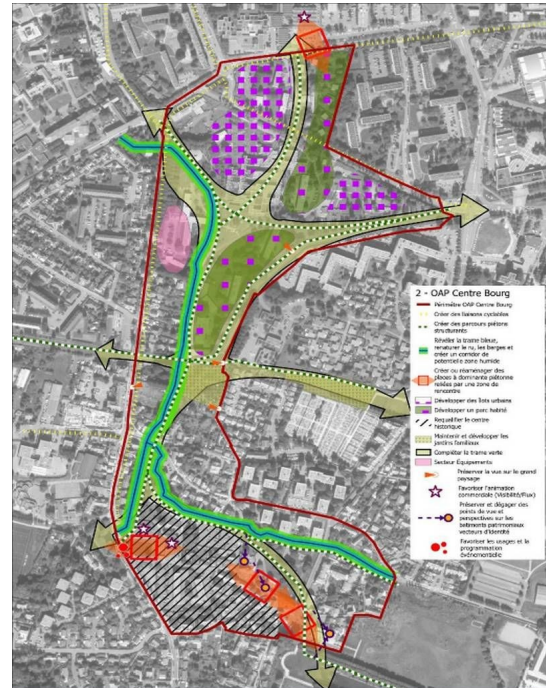 2 - OAP Centre Bourg
Périmètre OAP Centre Bourg
Créer des liaisons cyclables
Créer des parcours piétons
structurants
Révéler la trame bleue,
renaturer le ru, les berges et
créer un corridor de
potentielle zone humide
Créer ou réaménager des
places à dominante piétonne
reliées par une zone de
rencontre
Développer des îlots urbains
Développer un parc habité
Requalifier le centre
historique
Maintenir et développer les
jardins familiaux
Compléter la trame verte
Secteur Équipements
Préserver la vue sur le grand
paysage
Favoriser l'animation
commerciale (Visibilité/Flux)
Préserver et dégager des
points de vue et
perspectives sur les
batiments patrimoniaux
vecteurs d'identité
Favoriser les usages et la
programmation
événementielle